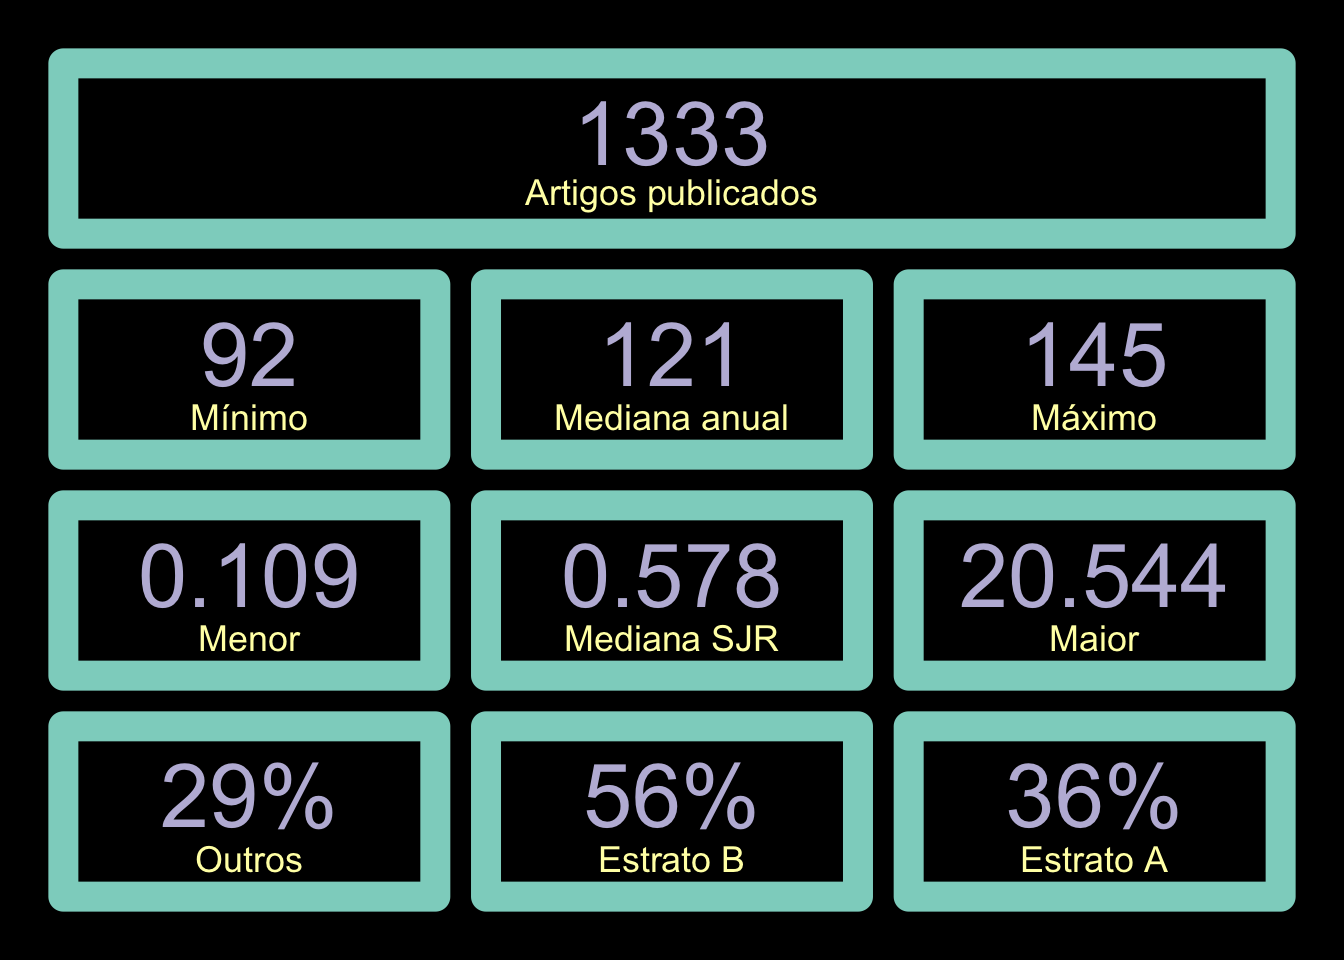 1333
Artigos publicados
92
Mínimo
121
Mediana anual
145
Máximo
0.109
Menor
0.578
Mediana SJR
20.544
Maior
29%
Outros
56%
Estrato B
36%
Estrato A